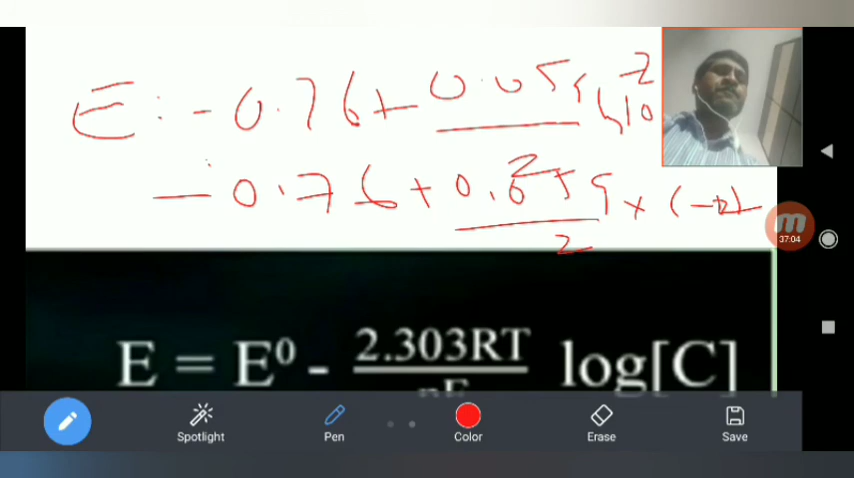 E: -0.76+ 0.059 10
2
-0.76 + 0.059 × (-2)
2
37:04
E = E⁰ - 2.303RT log[C]
nF
Spotlight Pen Color Erase Save